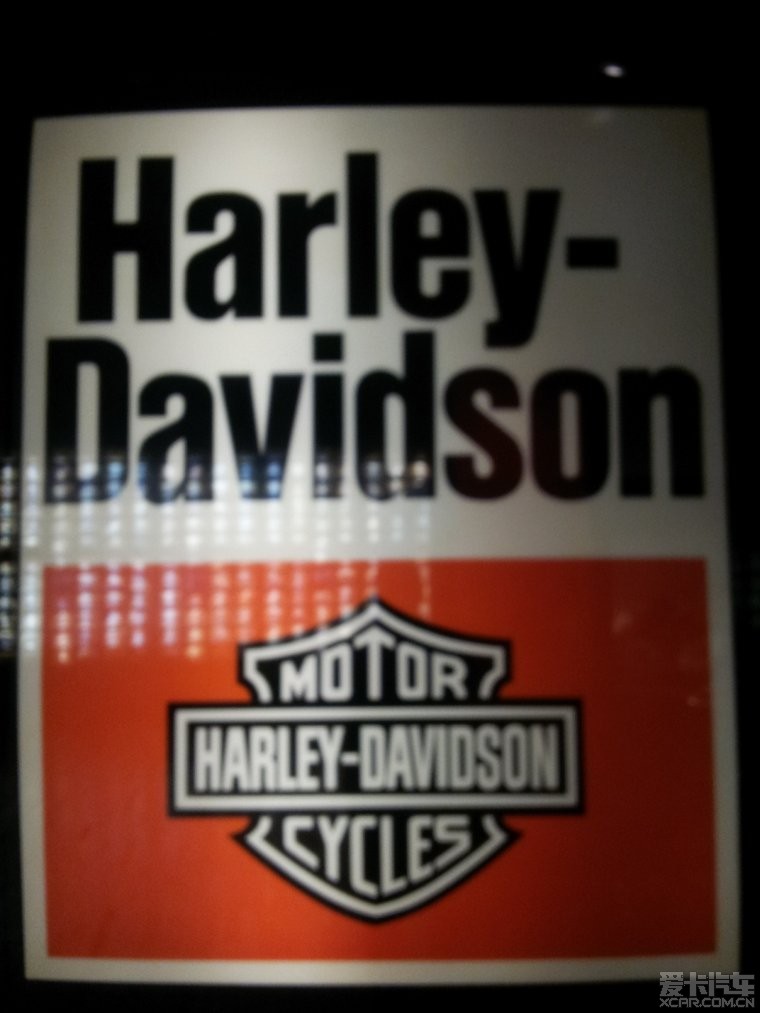 Harley-
Davidson
MOTOR
HARLEY-DAVIDSON
CYCLES
爱卡汽车
XCAR.COM.CN